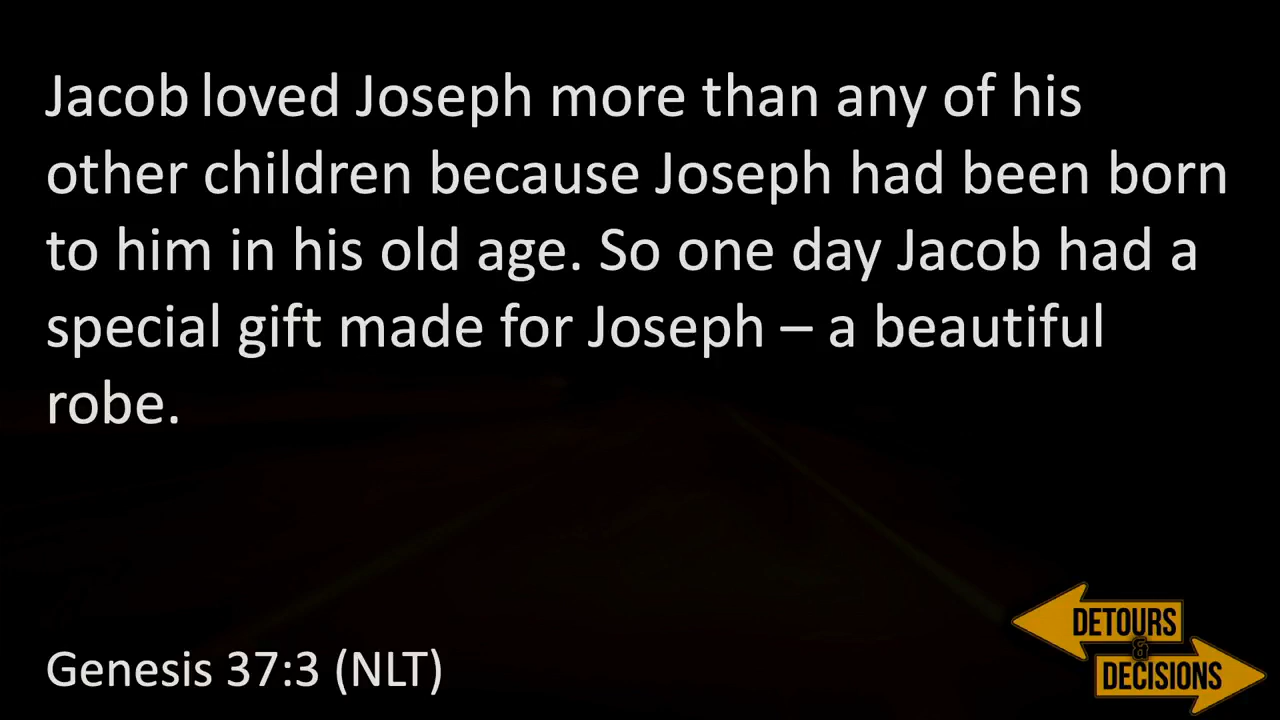 Jacob loved Joseph more than any of his
other children because Joseph had been born
to him in his old age. So one day Jacob had a
special gift made for Joseph – a beautiful
robe.
Genesis 37:3 (NLT)
DETOURS
&
DECISIONS